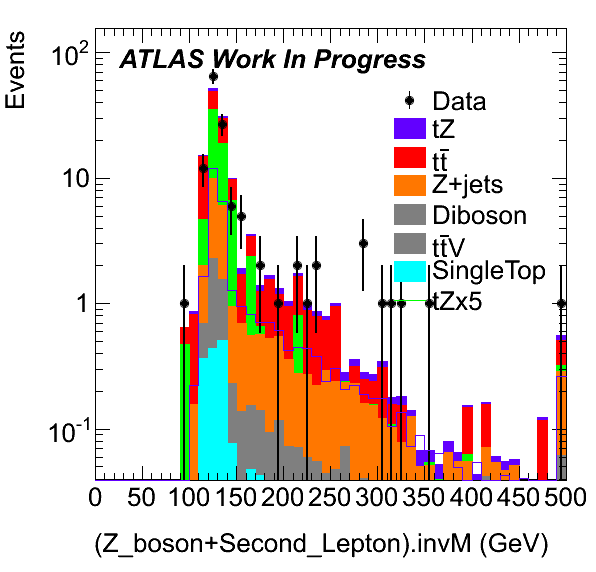 Events
10²
10
1
10⁻¹
ATLAS Work In Progress
Data
tZ
tt̄
Z+jets
Diboson
tt̄V
SingleTop
tZx5
0 50 100 150 200 250 300 350 400 450 500
(Z_boson+Second_Lepton).invM (GeV)